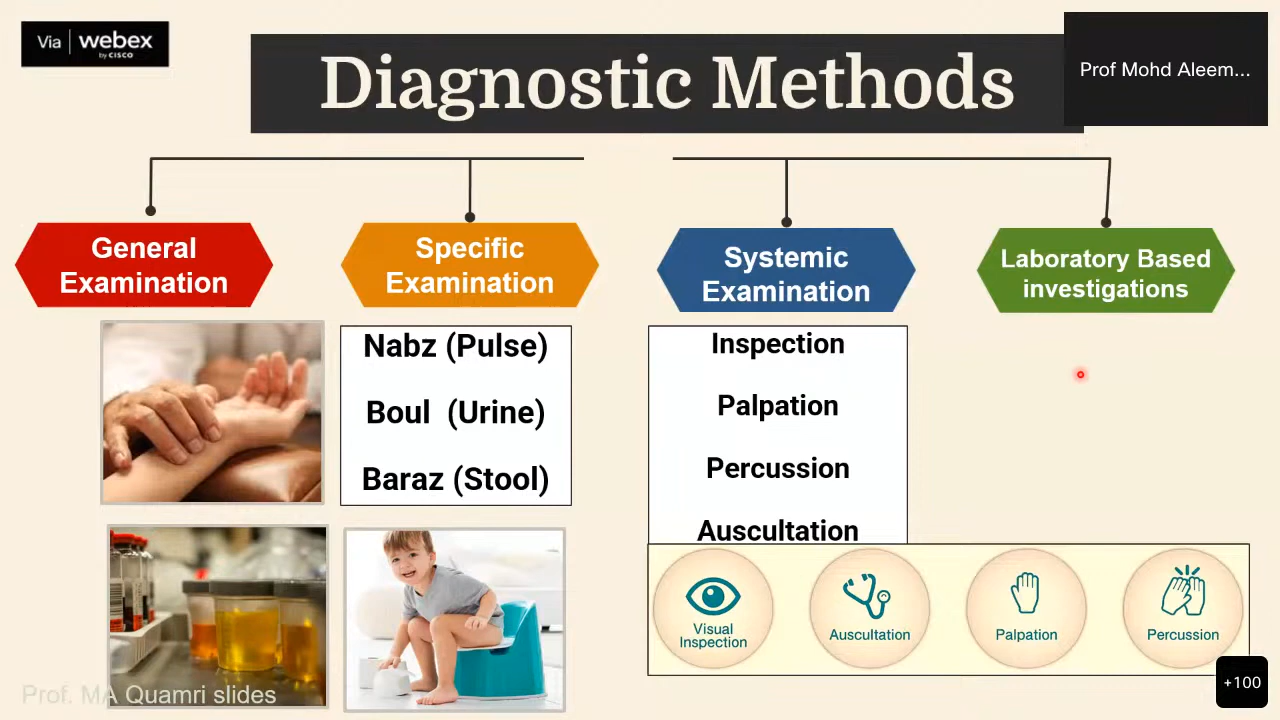 Via | webex
by CISCO
Diagnostic Methods
Prof Mohd Aleem...
General
Examination
Specific
Examination
Systemic
Examination
Laboratory Based
investigations
Nabz (Pulse)
Boul (Urine)
Baraz (Stool)
Inspection
Palpation
Percussion
Auscultation
Visual
Inspection
Auscultation
Palpation
Percussion
Prof. MA Quamri slides
+100